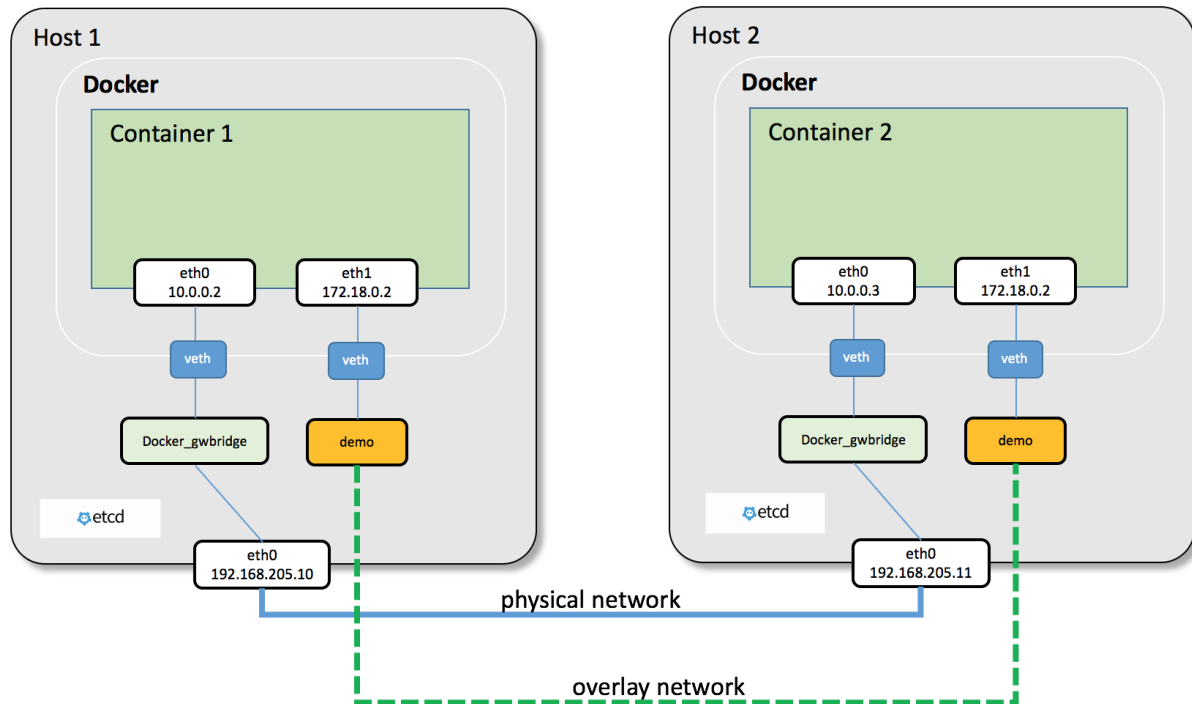 Host 1
Docker
Container 1
eth0
10.0.0.2
eth1
172.18.0.2
veth
veth
Docker_gwbridge
demo
etcd
eth0
192.168.205.10
Host 2
Docker
Container 2
eth0
10.0.0.3
eth1
172.18.0.2
veth
veth
Docker_gwbridge
demo
etcd
eth0
192.168.205.11
physical network
overlay network